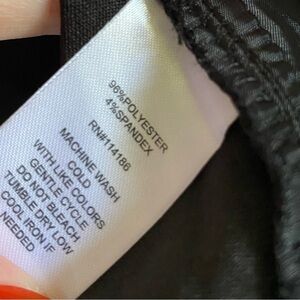 96%POLYESTER
4%SPANDEX
RN#114186
MACHINE WASH
COLD
WITH LIKE COLORS
GENTLE CYCLE
DO NOT BLEACH
TUMBLE DRY LOW
COOL IRON IF
NEEDED